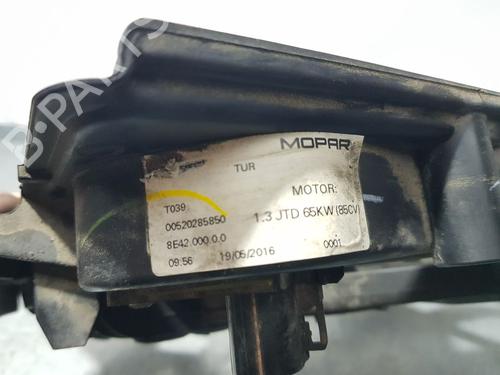 B-PARTS
MOPAR
TUR
MOTOR:
T039
00520285850
1.3 JTD 65KW (85CV)
8E42 000 0.0
09:56 19/05/2016 0001